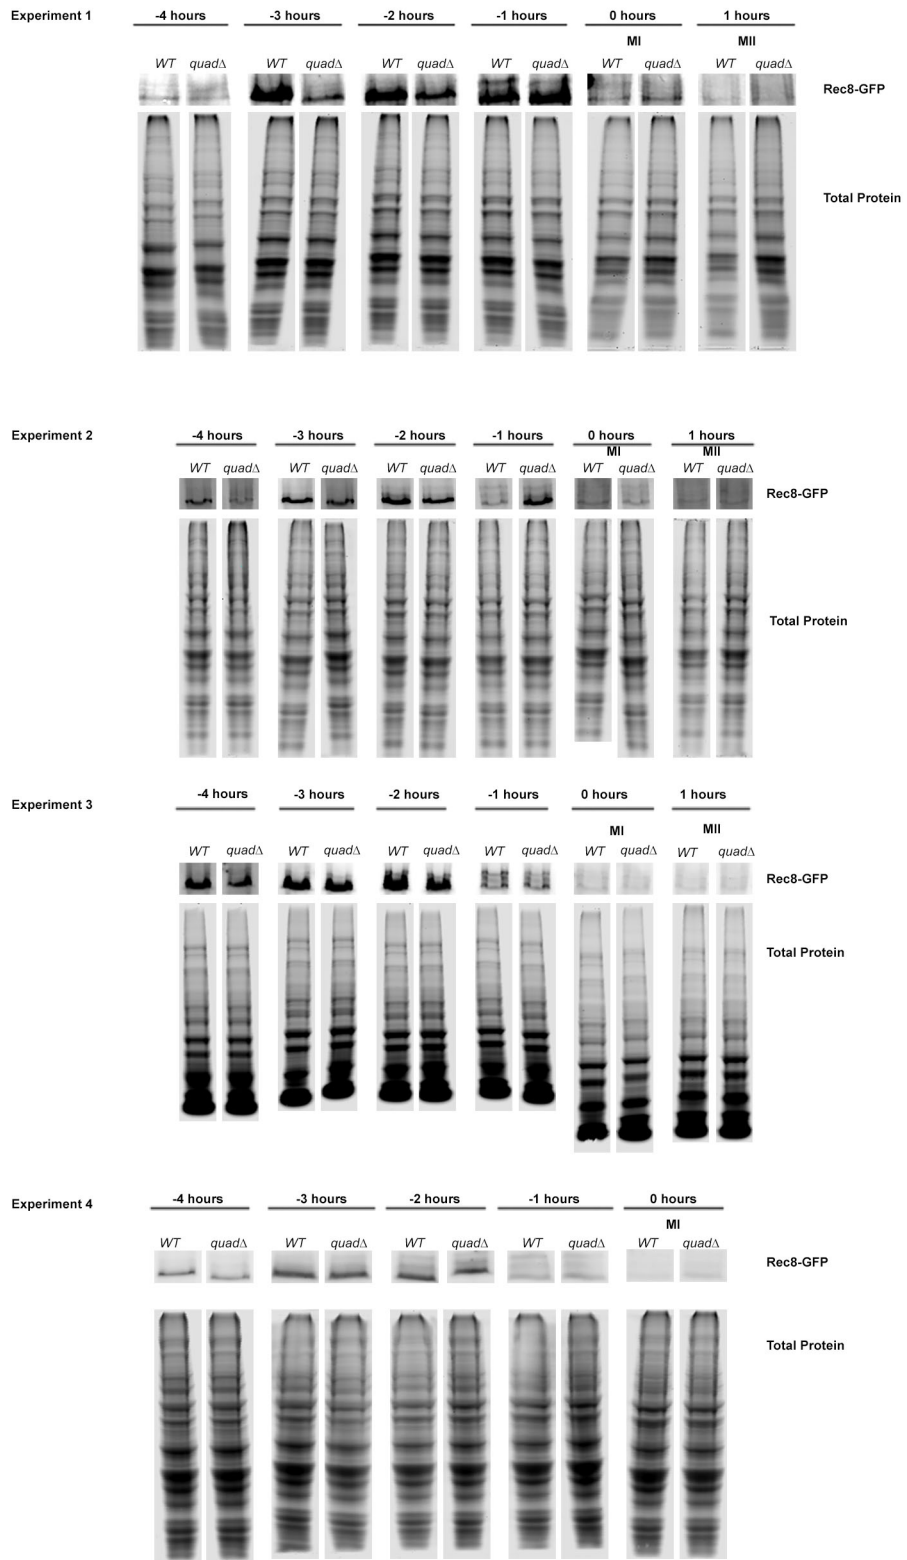 Experiment 1 -4 hours -3 hours -2 hours -1 hours 0 hours 1 hours
MI MII
WT quadΔ WT quadΔ WT quadΔ WT quadΔ WT quadΔ WT quadΔ
Rec8-GFP
Total Protein
Experiment 2 -4 hours -3 hours -2 hours -1 hours 0 hours 1 hours
MI MII
WT quadΔ WT quadΔ WT quadΔ WT quadΔ WT quadΔ WT quadΔ
Rec8-GFP
Total Protein
Experiment 3 -4 hours -3 hours -2 hours -1 hours 0 hours 1 hours
MI MII
WT quadΔ WT quadΔ WT quadΔ WT quadΔ WT quadΔ WT quadΔ
Rec8-GFP
Total Protein
Experiment 4 -4 hours -3 hours -2 hours -1 hours 0 hours
MI
WT quadΔ WT quadΔ WT quadΔ WT quadΔ WT quadΔ
Rec8-GFP
Total Protein